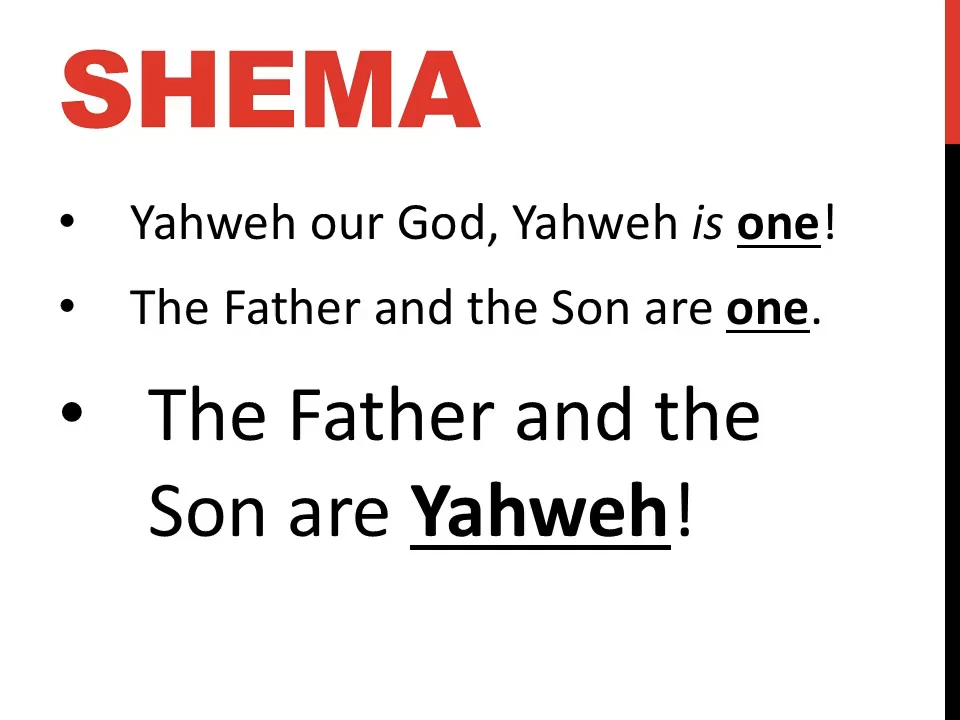 SHEMA
• Yahweh our God, Yahweh is one!
• The Father and the Son are one.
• The Father and the
Son are Yahweh!